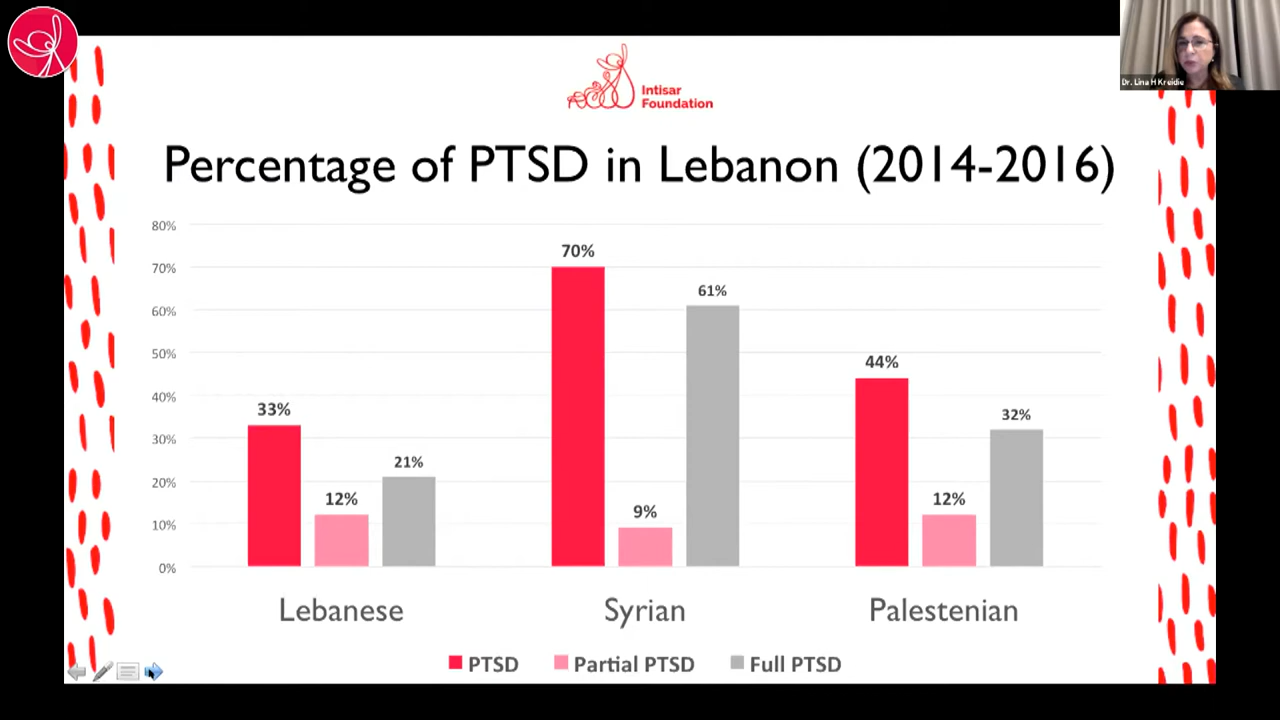 Intisar
Foundation
Dr. Lina H Kreidie
Percentage of PTSD in Lebanon (2014-2016)
80%
70%
60%
50%
40%
30%
20%
10%
0%
33%
12%
21%
70%
9%
61%
44%
12%
32%
Lebanese
Syrian
Palestenian
PTSD
Partial PTSD
Full PTSD